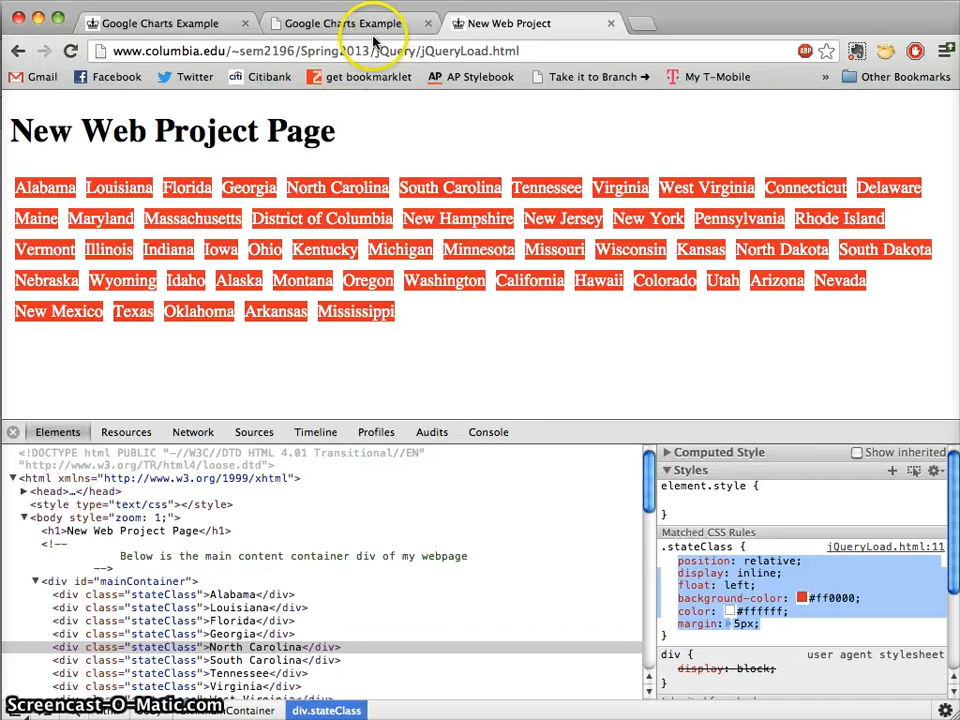 Google Charts Example
Google Charts Example
New Web Project
www.columbia.edu/~sem2196/Spring2013/jQuery/jQueryLoad.html
Gmail Facebook Twitter Citibank get bookmarklet AP AP Stylebook Take it to Branch → My T-Mobile » Other Bookmarks
New Web Project Page
Alabama Louisiana Florida Georgia North Carolina South Carolina Tennessee Virginia West Virginia Connecticut Delaware
Maine Maryland Massachusetts District of Columbia New Hampshire New Jersey New York Pennsylvania Rhode Island
Vermont Illinois Indiana Iowa Ohio Kentucky Michigan Minnesota Missouri Wisconsin Kansas North Dakota South Dakota
Nebraska Wyoming Idaho Alaska Montana Oregon Washington California Hawaii Colorado Utah Arizona Nevada
New Mexico Texas Oklahoma Arkansas Mississippi
Elements Resources Network Sources Timeline Profiles Audits Console
<!DOCTYPE html PUBLIC "-//W3C//DTD HTML 4.01 Transitional//EN"
"http://www.w3.org/TR/html4/loose.dtd">
<html xmlns="http://www.w3.org/1999/xhtml">
<head>…</head>
<style type="text/css"></style>
<body style="zoom: 1;">
<h1>New Web Project Page</h1>
<!--
Below is the main content container div of my webpage
-->
<div id="mainContainer">
<div class="stateClass">Alabama</div>
<div class="stateClass">Louisiana</div>
<div class="stateClass">Florida</div>
<div class="stateClass">Georgia</div>
<div class="stateClass">North Carolina</div>
<div class="stateClass">South Carolina</div>
<div class="stateClass">Tennessee</div>
<div class="stateClass">Virginia</div>
Computed Style Show inherited
Styles
element.style {
}
Matched CSS Rules
.stateClass { jQueryLoad.html:11
position: relative;
display: inline;
float: left;
background-color: #ff0000;
color: #ffffff;
margin: 5px;
}
div { user agent stylesheet
display: block;
}
Screencast-O-Matic.com
div.stateClass